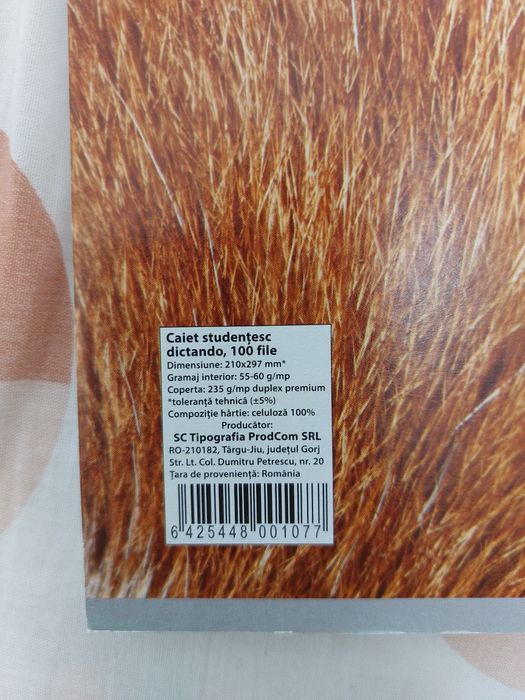 Caiet studențesc
dictando, 100 file
Dimensiune: 210x297 mm*
Gramaj interior: 55-60 g/mp
Coperta: 235 g/mp duplex premium
*toleranță tehnică (±5%)
Compoziție hârtie: celuloză 100%
Producător:
SC Tipografia ProdCom SRL
RO-210182, Târgu-Jiu, județul Gorj
Str. Lt. Col. Dumitru Petrescu, nr. 20
Țara de proveniență: România
6 425448 001077